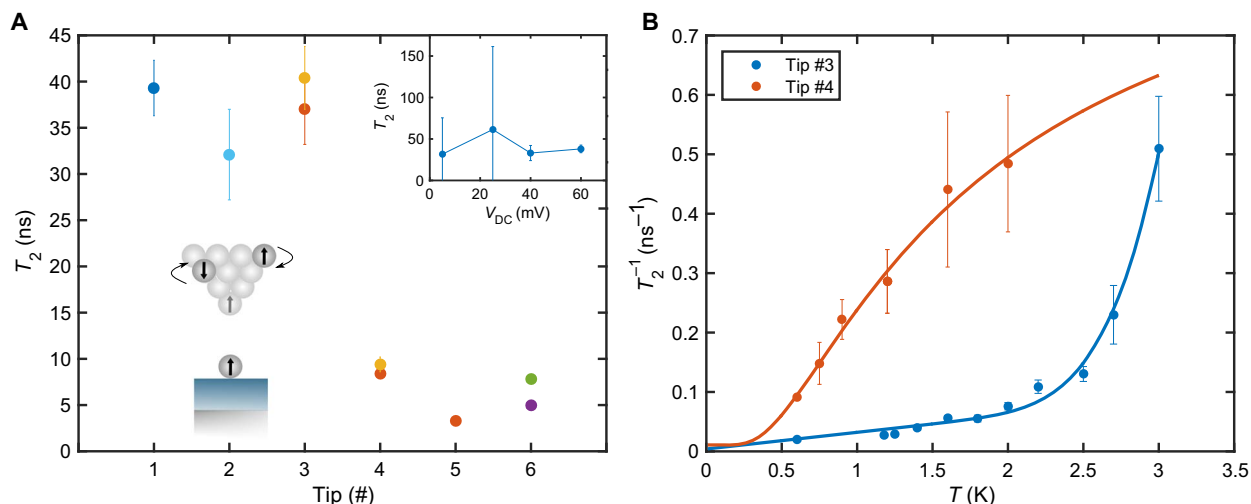 A
T₂ (ns)
45
40
35
30
25
20
15
10
5
0
1 2 3 4 5 6
Tip (#)
T₂ (ns)
150
100
50
0
0 20 40 60
V_DC (mV)
B
T₂⁻¹ (ns⁻¹)
0.7
0.6
0.5
0.4
0.3
0.2
0.1
0
0 0.5 1 1.5 2 2.5 3 3.5
T (K)
Tip #3
Tip #4